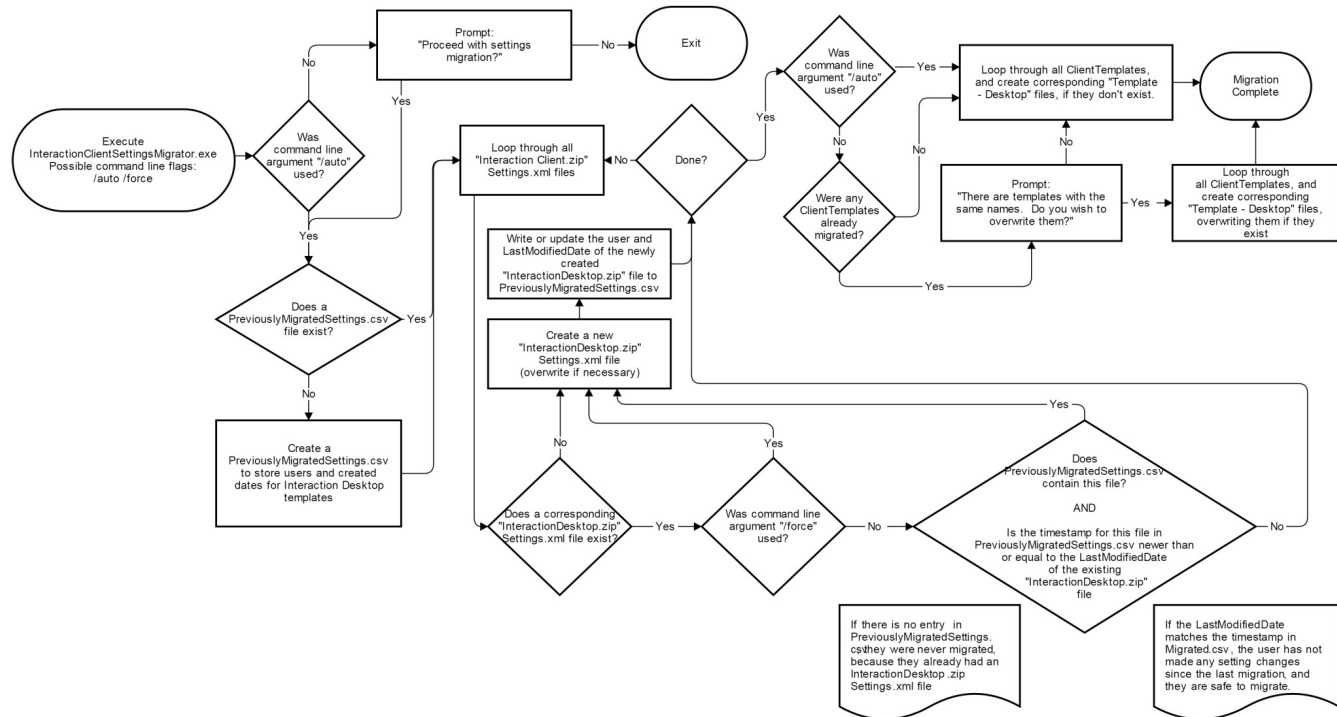 Execute
InteractionClientSettingsMigrator.exe
Possible command line flags:
/auto /force
Was
command line
argument "/auto"
used?
No
Yes
Prompt:
"Proceed with settings
migration?"
No
Yes
Exit
Does a
PreviouslyMigratedSettings.csv
file exist?
Yes
No
Create a
PreviouslyMigratedSettings.csv
to store users and created
dates for Interaction Desktop
templates
Loop through all
"Interaction Client.zip"
Settings.xml files
No
Done?
Yes
Write or update the user and
LastModifiedDate of the newly
created
"InteractionDesktop.zip" file to
PreviouslyMigratedSettings.csv
Create a new
"InteractionDesktop.zip"
Settings.xml file
(overwrite if necessary)
No
Yes
Yes
Does a corresponding
"InteractionDesktop.zip"
Settings.xml file exist?
Yes
Was command line
argument "/force"
used?
No
Does
PreviouslyMigratedSettings.csv
contain this file?
AND
Is the timestamp for this file in
PreviouslyMigratedSettings.csv newer than
or equal to the LastModifiedDate
of the existing
"InteractionDesktop.zip"
file
No
Was
command line
argument "/auto"
used?
Yes
No
Were any
ClientTemplates
already
migrated?
No
Yes
Loop through all ClientTemplates,
and create corresponding "Template
- Desktop" files, if they don't exist.
No
Prompt:
"There are templates with the
same names. Do you wish to
overwrite them?"
Yes
Loop through
all ClientTemplates, and
create corresponding
"Template - Desktop" files,
overwriting them if they
exist
Migration
Complete
If there is no entry in
PreviouslyMigratedSettings.
csvthey were never migrated,
because they already had an
InteractionDesktop.zip
Settings.xml file
If the LastModifiedDate
matches the timestamp in
Migrated.csv, the user has not
made any setting changes
since the last migration, and
they are safe to migrate.